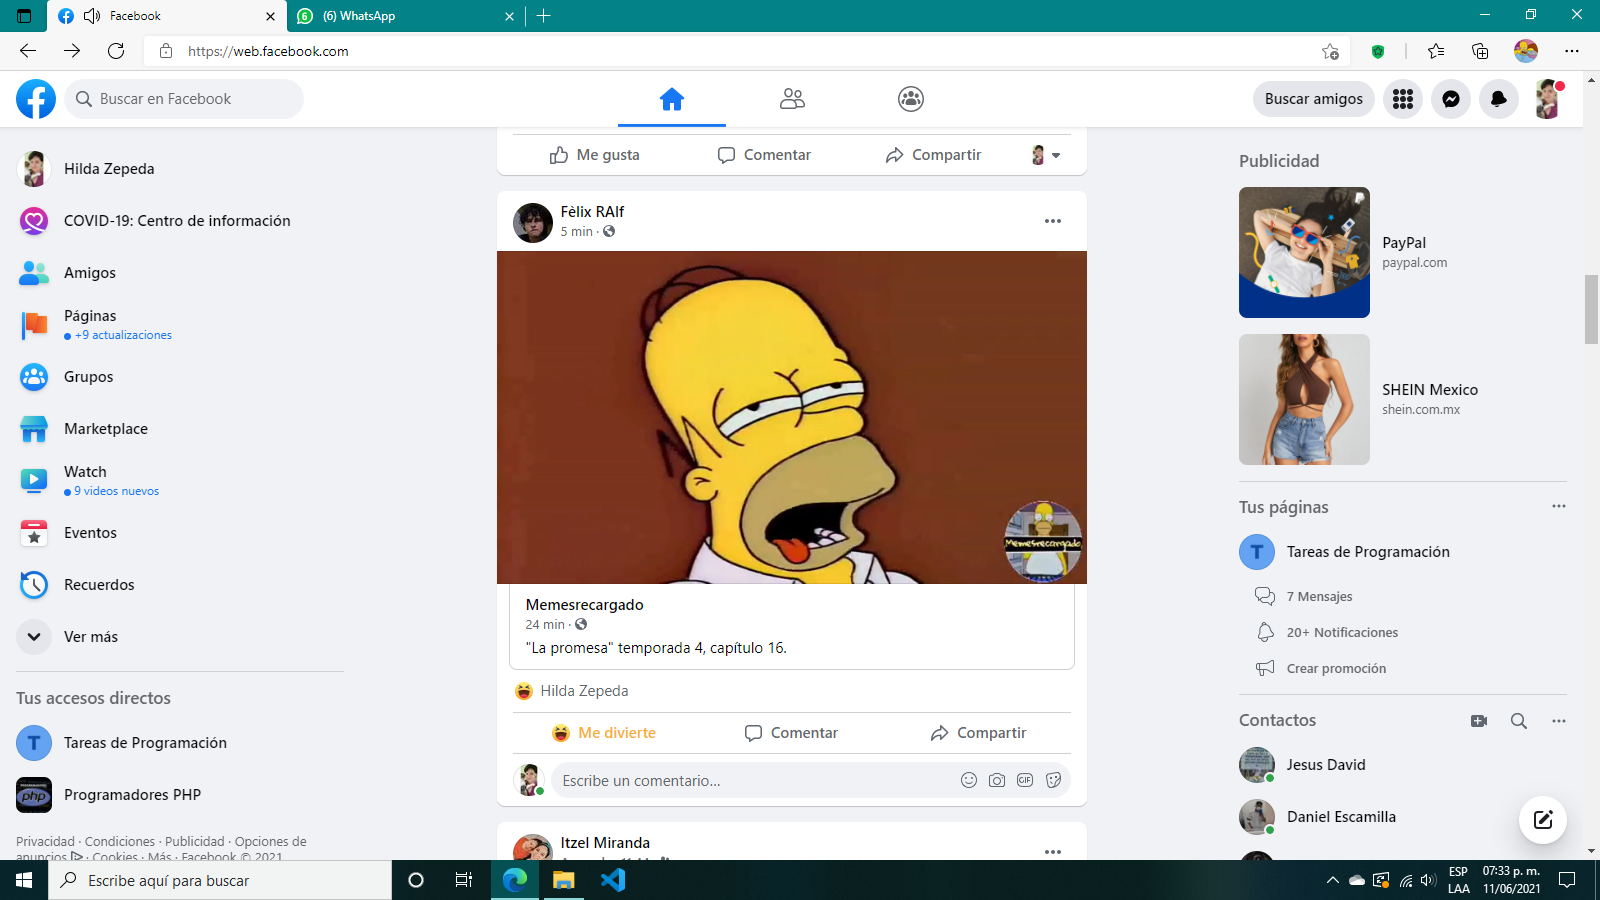 Facebook
(6) WhatsApp
https://web.facebook.com
Buscar en Facebook
Buscar amigos
Hilda Zepeda
COVID-19: Centro de información
Amigos
Páginas
+9 actualizaciones
Grupos
Marketplace
Watch
9 videos nuevos
Eventos
Recuerdos
Ver más
Tus accesos directos
T Tareas de Programación
php Programadores PHP
Privacidad · Condiciones · Publicidad · Opciones de
anuncios · Cookies · Más · Facebook © 2021
Me gusta Comentar Compartir
Fèlix RAlf
5 min ·
Memesrecargado
Memesrecargado
24 min ·
"La promesa" temporada 4, capítulo 16.
Hilda Zepeda
Me divierte Comentar Compartir
Escribe un comentario... GIF
Itzel Miranda
Publicidad
PayPal
paypal.com
SHEIN Mexico
shein.com.mx
Tus páginas
T Tareas de Programación
7 Mensajes
20+ Notificaciones
Crear promoción
Contactos
Jesus David
Daniel Escamilla
Escribe aquí para buscar
ESP
LAA
07:33 p. m.
11/06/2021